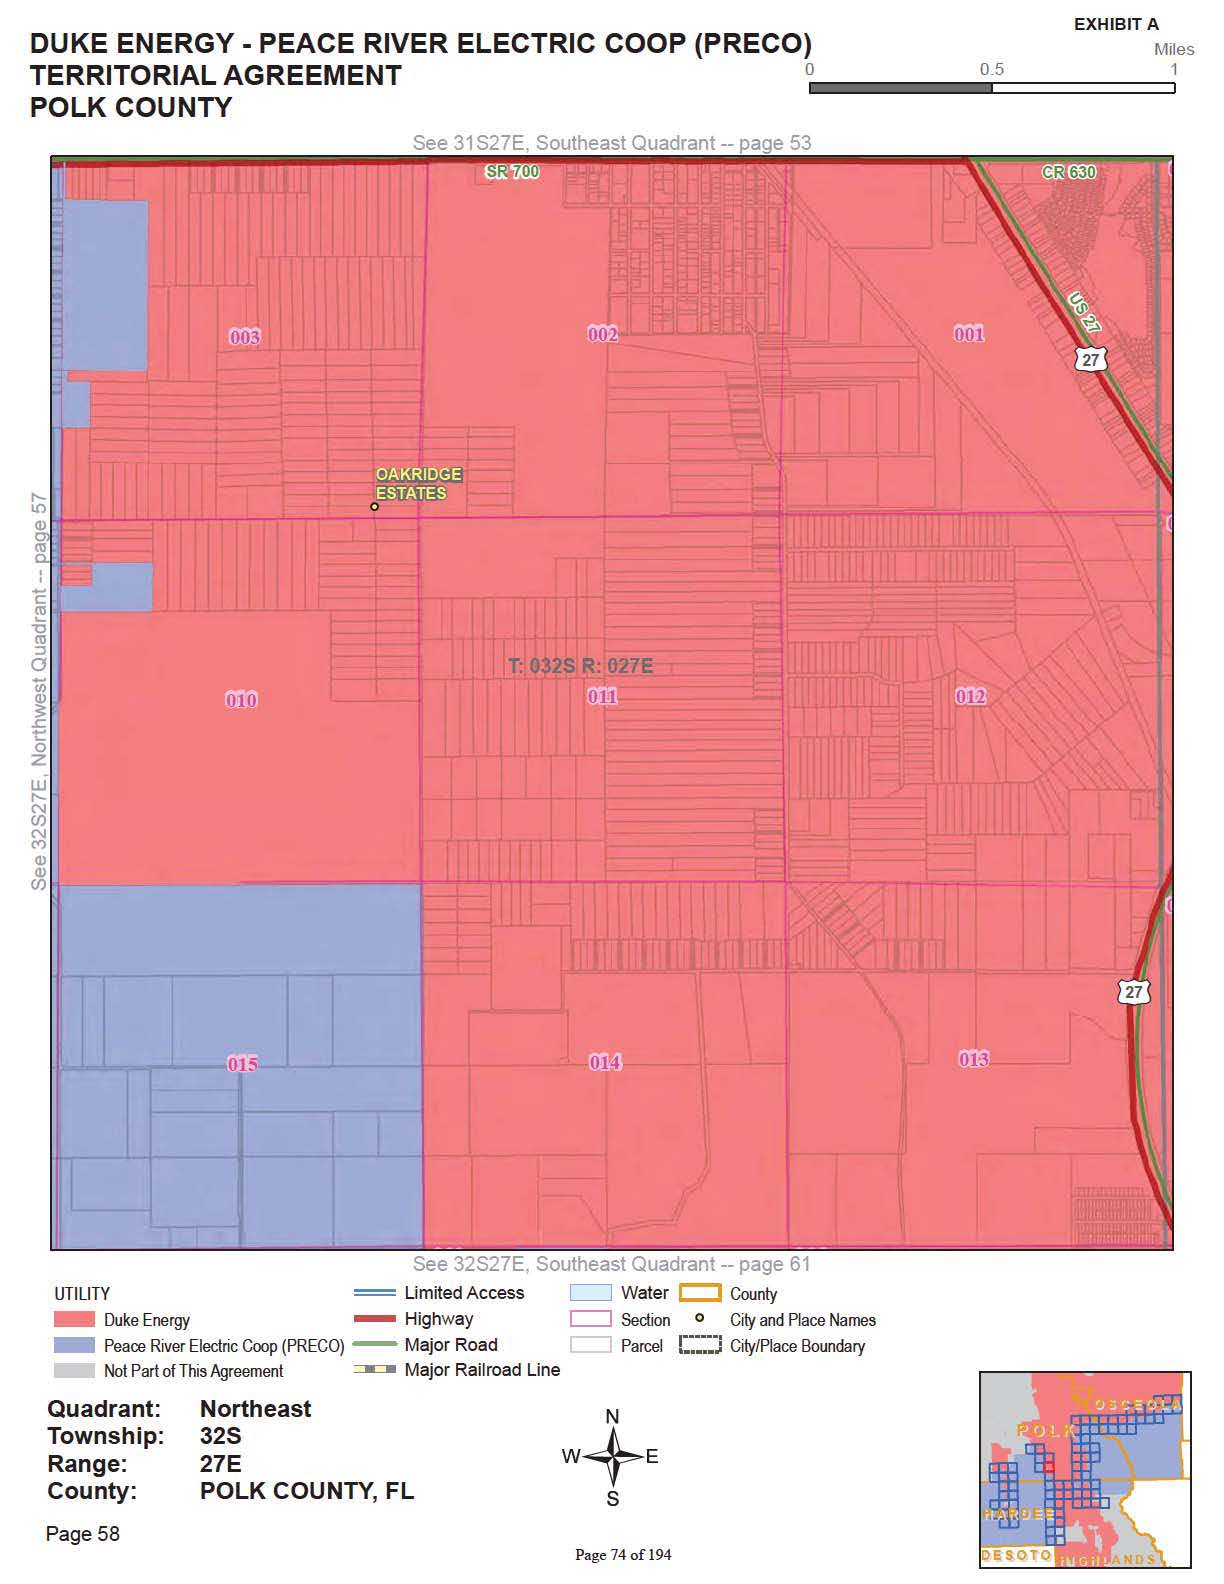 EXHIBIT A
DUKE ENERGY - PEACE RIVER ELECTRIC COOP (PRECO)
TERRITORIAL AGREEMENT
POLK COUNTY
Miles
0 0.5 1
See 31S27E, Southeast Quadrant -- page 53
SR 700
CR 630
US 27
27
003
002
001
OAKRIDGE
ESTATES
See 32S27E, Northwest Quadrant -- page 57
T: 032S R: 027E
010
011
012
27
015
014
013
See 32S27E, Southeast Quadrant -- page 61
UTILITY
Duke Energy
Peace River Electric Coop (PRECO)
Not Part of This Agreement
Limited Access
Highway
Major Road
Major Railroad Line
Water
Section
Parcel
County
City and Place Names
City/Place Boundary
Quadrant: Northeast
Township: 32S
Range: 27E
County: POLK COUNTY, FL
Page 58
N
W E
S
OSCEOLA
POLK
HARDEE
DESOTO
HIGHLANDS
Page 74 of 194